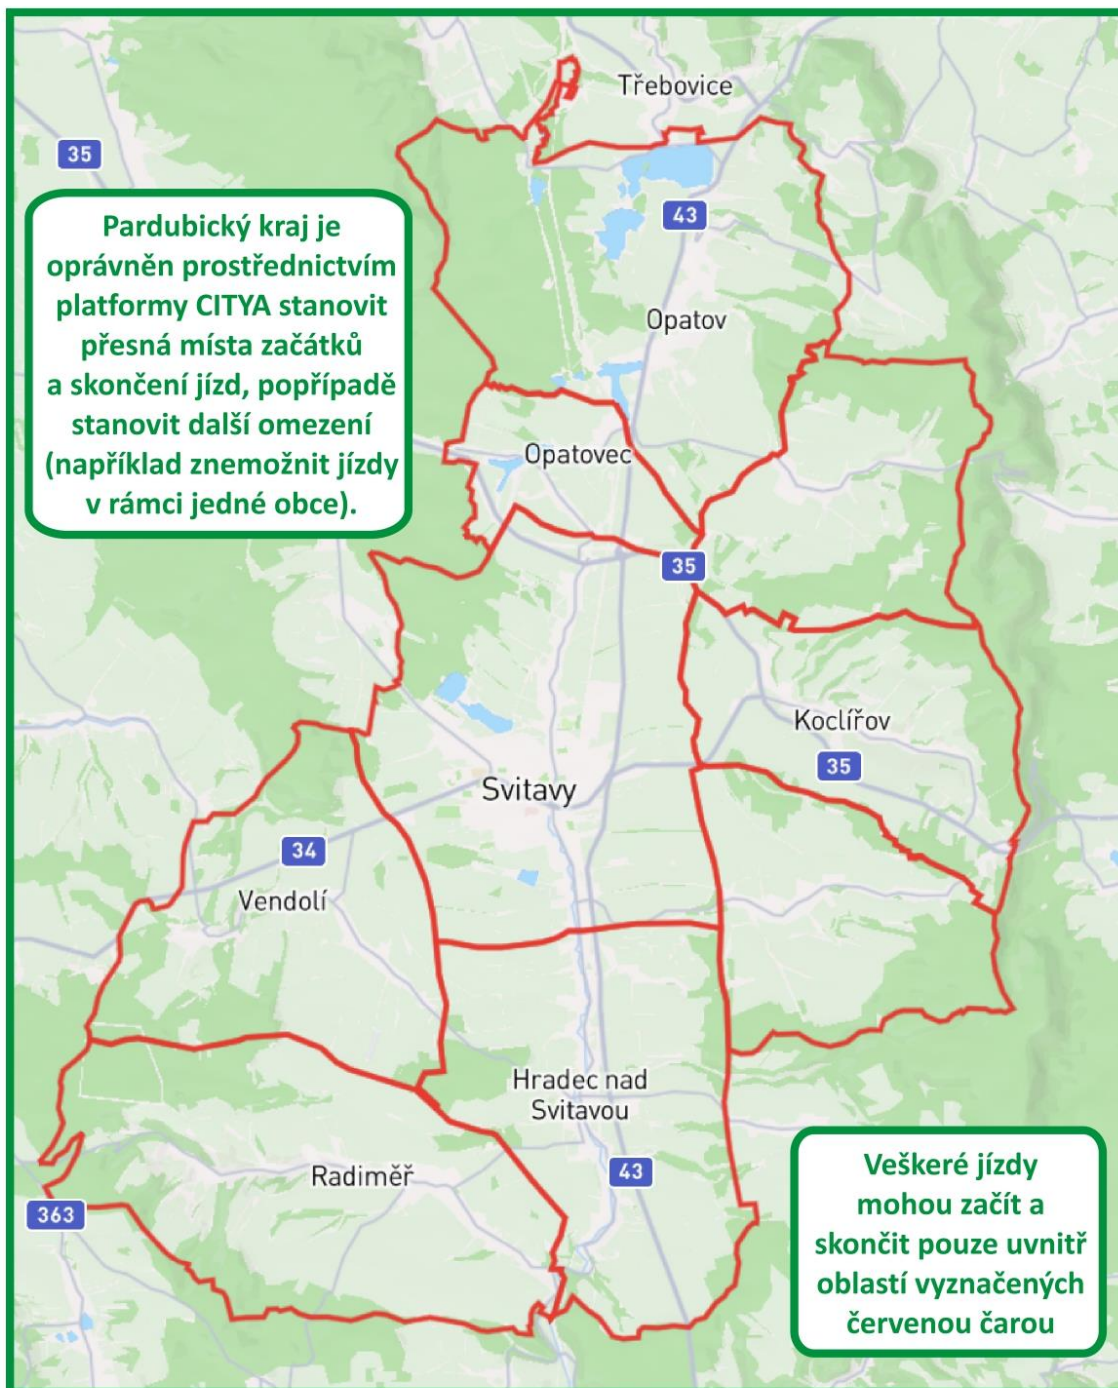 Třebovice
35
43
Pardubický kraj je
oprávněn prostřednictvím
platformy CITYA stanovit
přesná místa začátků
a skončení jízd, popřípadě
stanovit další omezení
(například znemožnit jízdy
v rámci jedné obce).
Opatov
Opatovec
35
Koclířov
35
Svitavy
34
Vendolí
Hradec nad
Svitavou
Radiměř
43
363
Veškeré jízdy
mohou začít a
skončit pouze uvnitř
oblastí vyznačených
červenou čarou